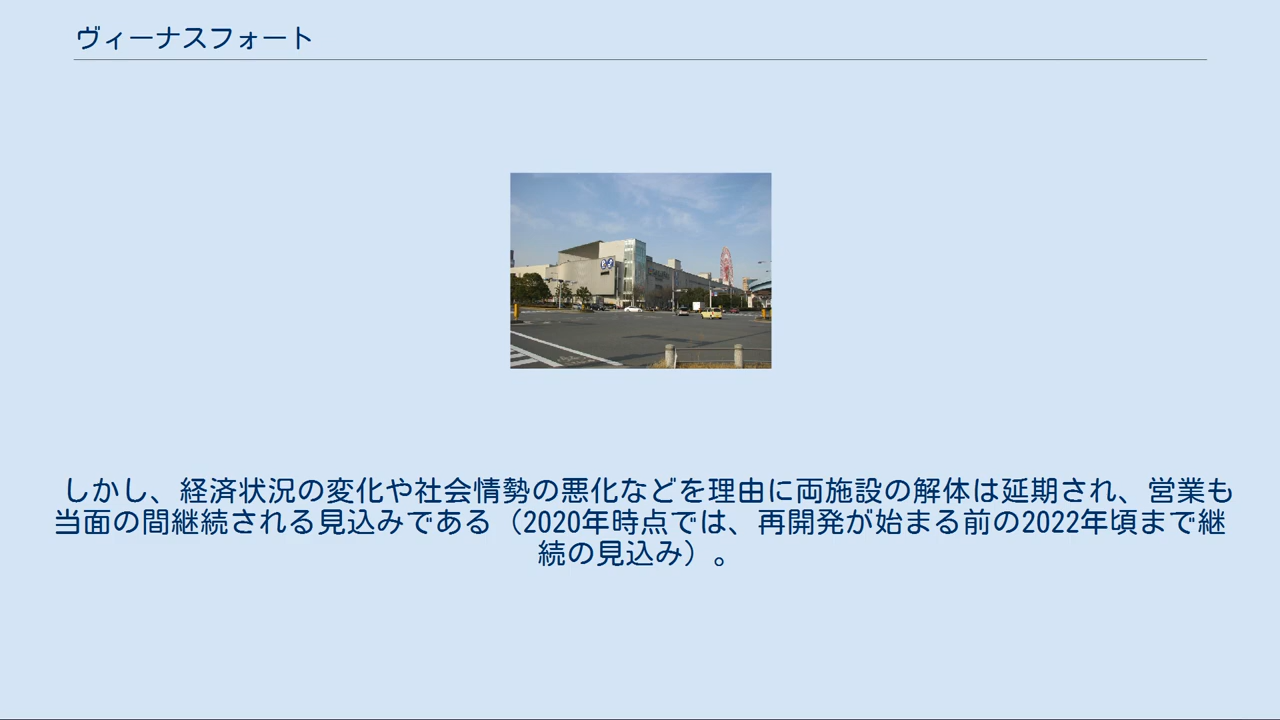 ヴィーナスフォート
しかし、経済状況の変化や社会情勢の悪化などを理由に両施設の解体は延期され、営業も
当面の間継続される見込みである（2020年時点では、再開発が始まる前の2022年頃まで継
続の見込み）。